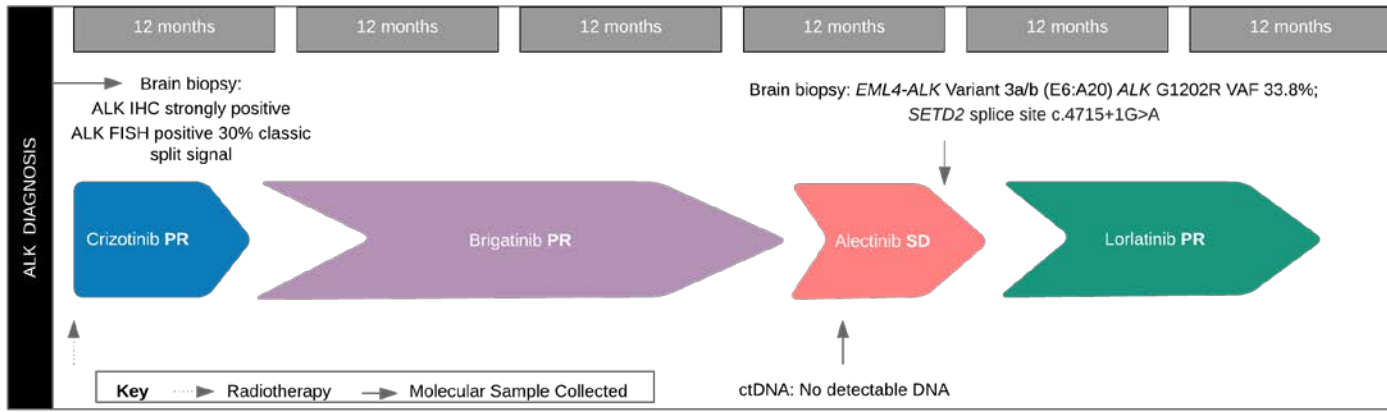 12 months
12 months
12 months
12 months
12 months
12 months
ALK DIAGNOSIS
Brain biopsy:
ALK IHC strongly positive
ALK FISH positive 30% classic
split signal
Brain biopsy: EML4-ALK Variant 3a/b (E6:A20) ALK G1202R VAF 33.8%;
SETD2 splice site c.4715+1G>A
Crizotinib PR
Brigatinib PR
Alectinib SD
Lorlatinib PR
Key
Radiotherapy
Molecular Sample Collected
ctDNA: No detectable DNA